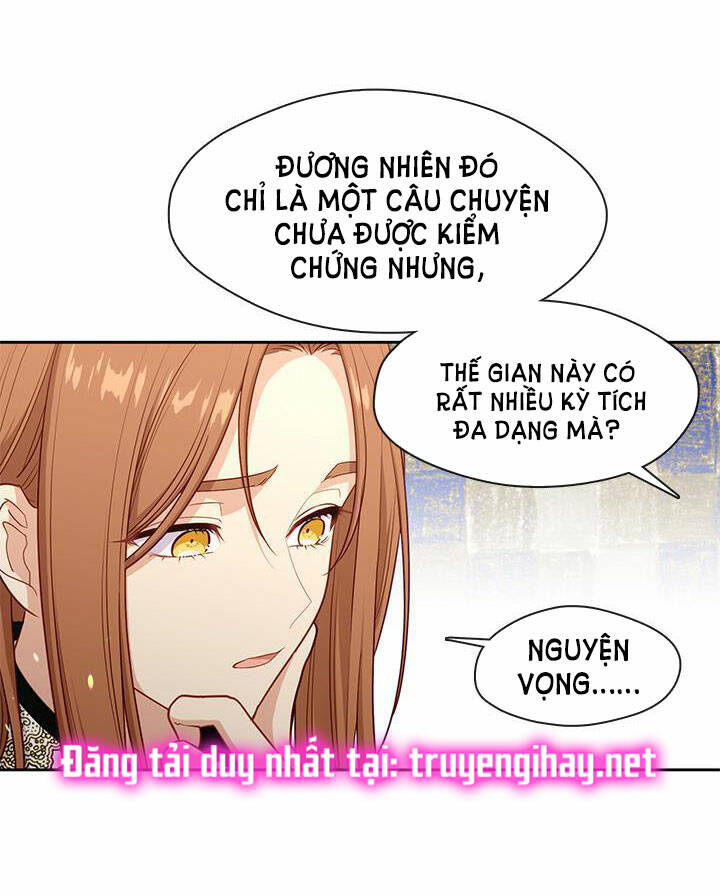 ĐƯƠNG NHIÊN ĐÓ
CHỈ LÀ MỘT CÂU CHUYỆN
CHƯA ĐƯỢC KIỂM
CHỨNG NHƯNG,
THẾ GIAN NÀY CÓ
RẤT NHIỀU KỲ TÍCH
ĐA DẠNG MÀ?
NGUYỆN
VỌNG......
Đăng tải duy nhất tại: truyengihay.net